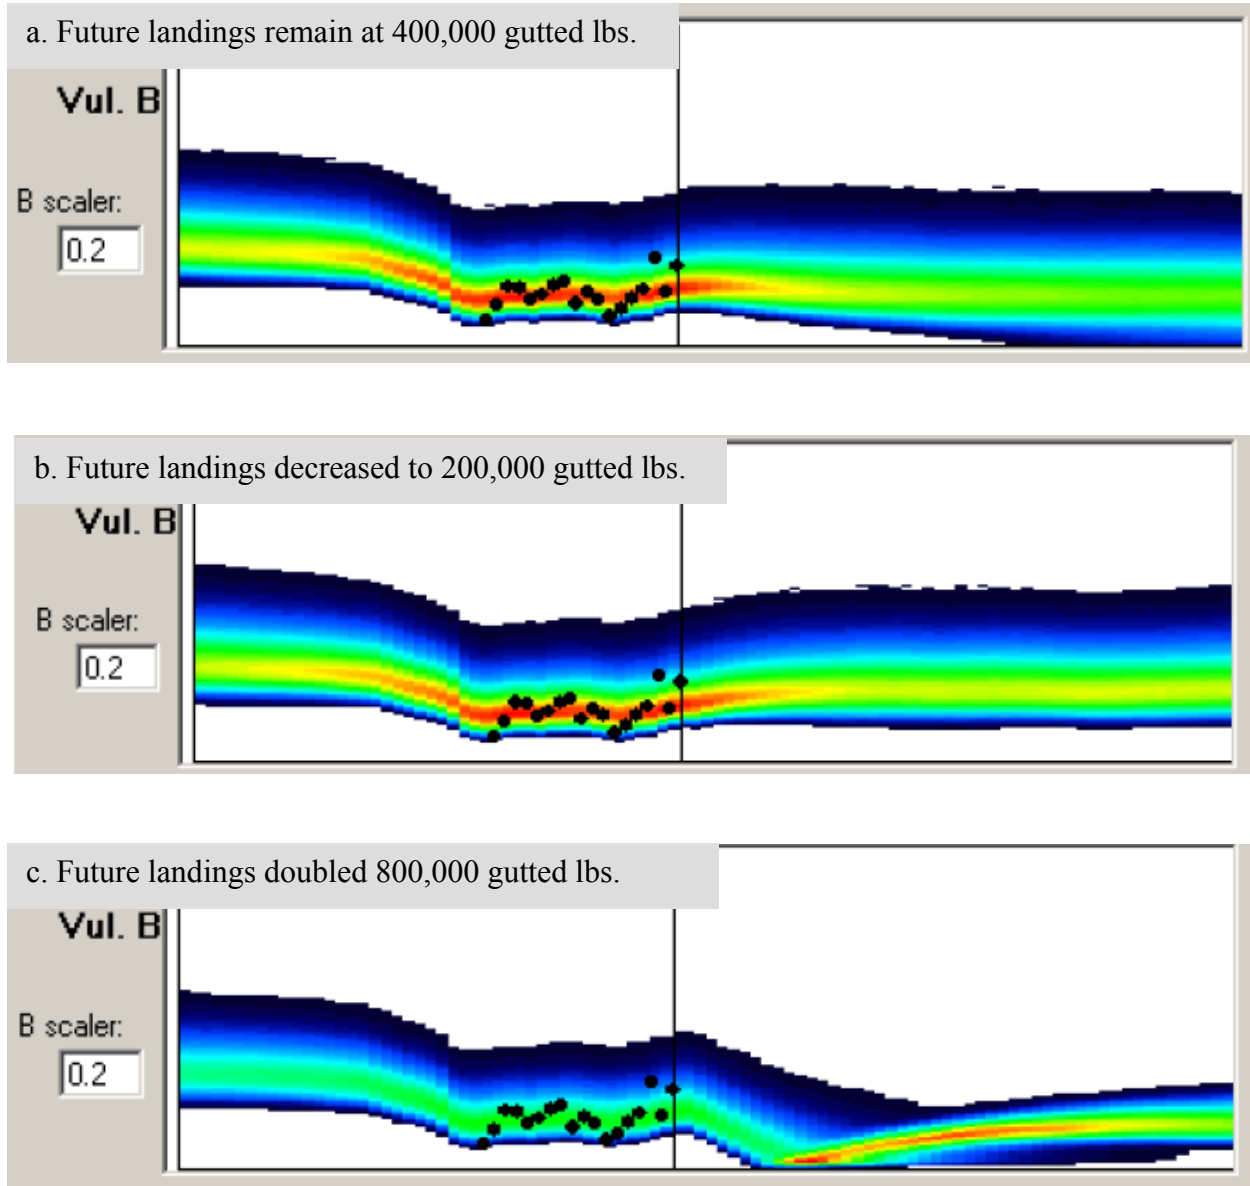 a. Future landings remain at 400,000 gutted lbs.
Vul. B
B scaler:
0.2
b. Future landings decreased to 200,000 gutted lbs.
Vul. B
B scaler:
0.2
c. Future landings doubled 800,000 gutted lbs.
Vul. B
B scaler:
0.2